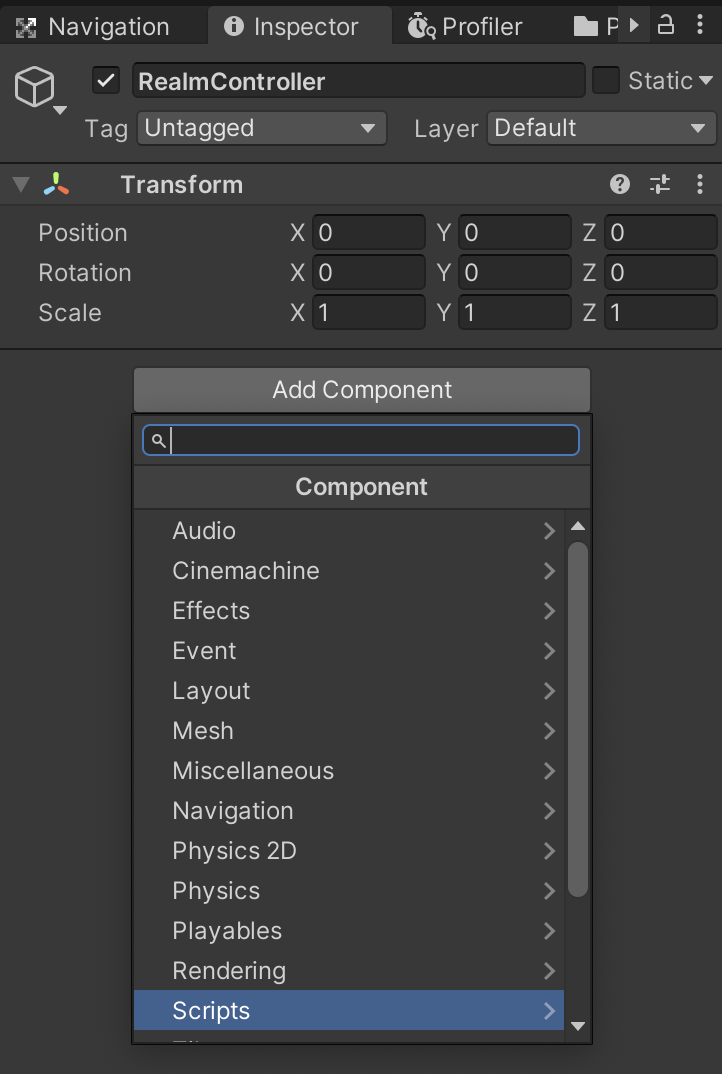 Navigation Inspector Profiler P
RealmController Static
Tag Untagged Layer Default
Transform
Position X 0 Y 0 Z 0
Rotation X 0 Y 0 Z 0
Scale X 1 Y 1 Z 1
Add Component
Component
Audio
Cinemachine
Effects
Event
Layout
Mesh
Miscellaneous
Navigation
Physics 2D
Physics
Playables
Rendering
Scripts